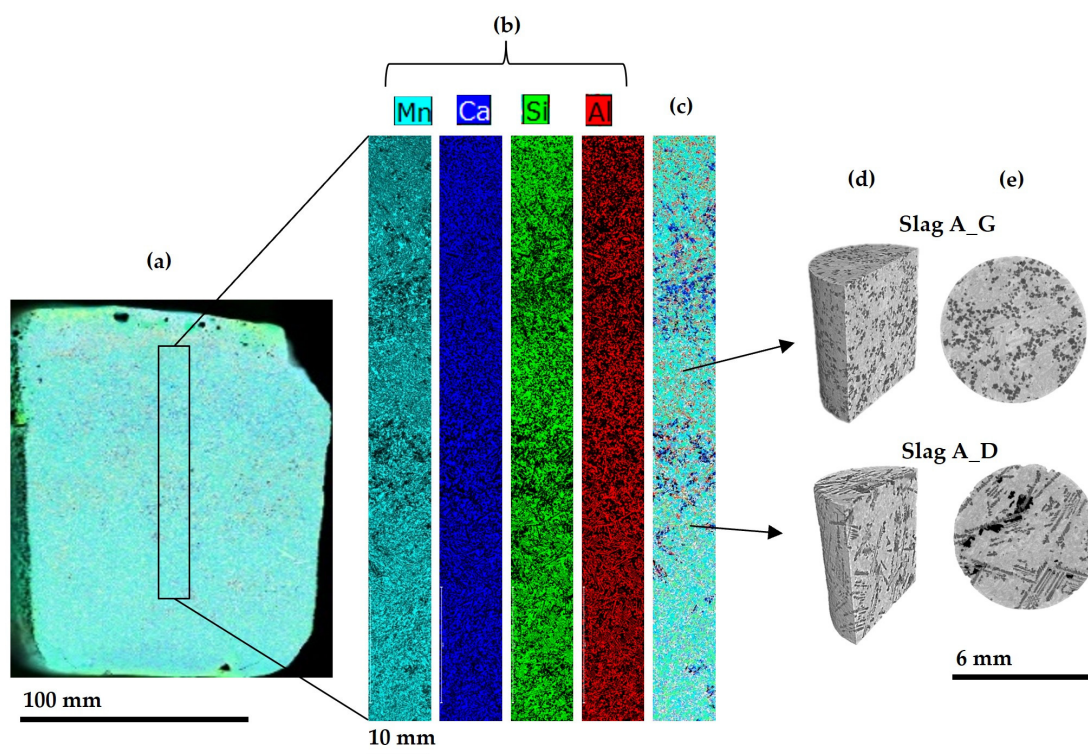 (b)
Mn Ca Si Al (c)
(d) (e)
Slag A_G
(a)
Slag A_D
6 mm
100 mm
10 mm